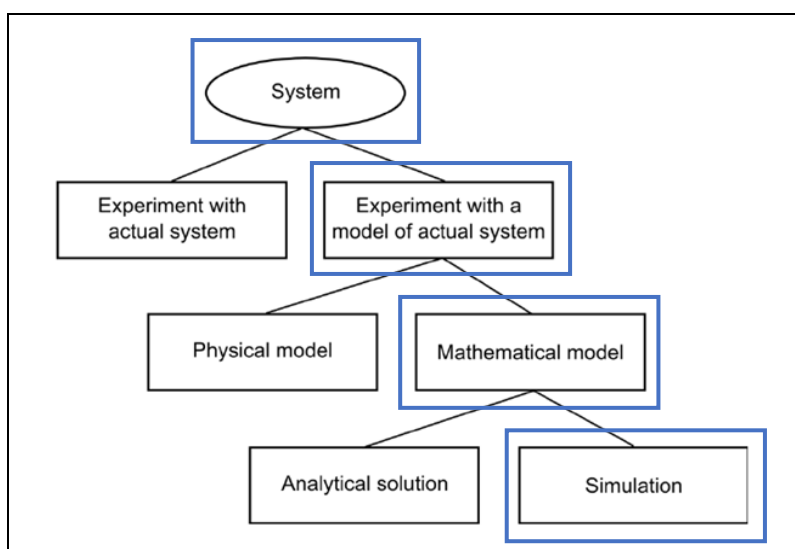 System
Experiment with
actual system
Experiment with a
model of actual system
Physical model
Mathematical model
Analytical solution
Simulation